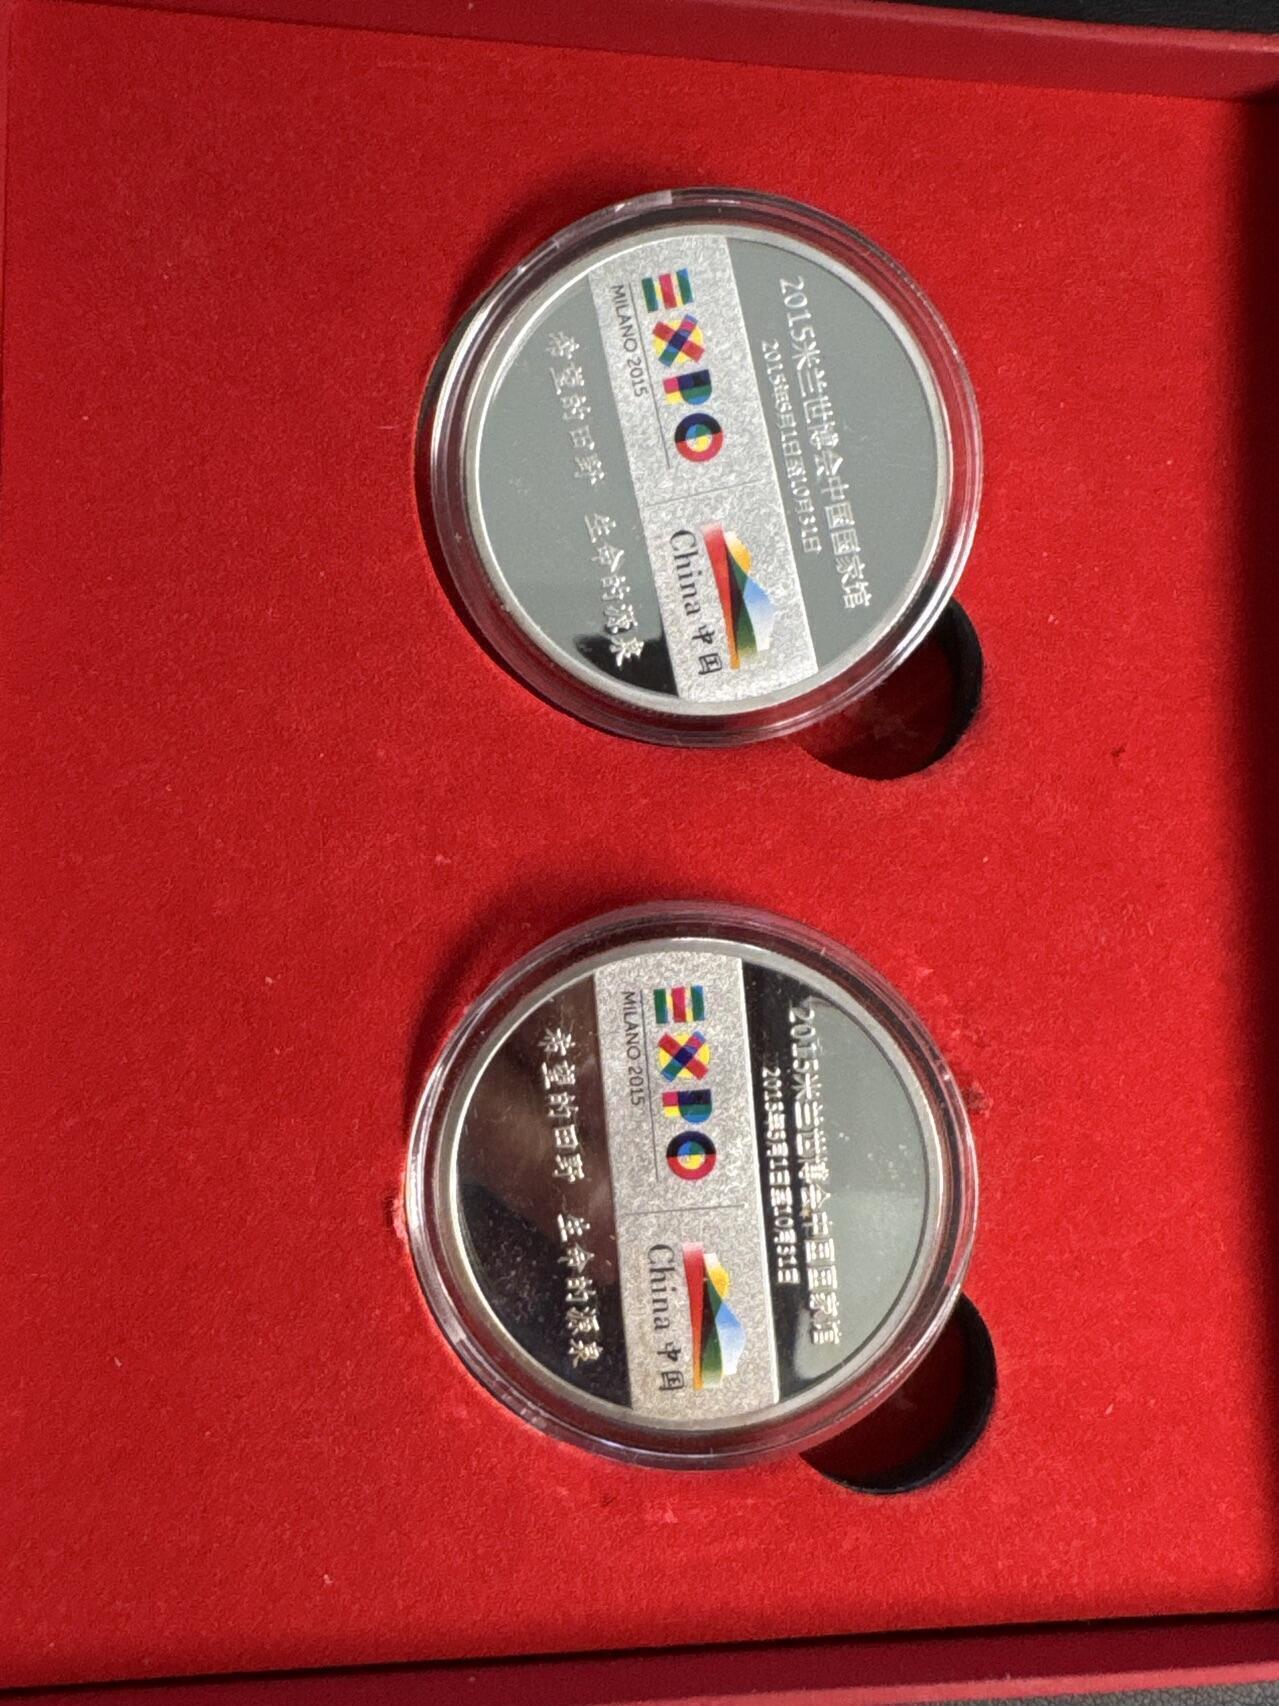 2015米兰世博会中国国家馆
2015年5月1日至10月31日
EXPO
MILANO 2015
China 中国
希望的田野 生命的源泉
2015米兰世博会中国国家馆
2015年5月1日至10月31日
EXPO
MILANO 2015
China 中国
希望的田野 生命的源泉